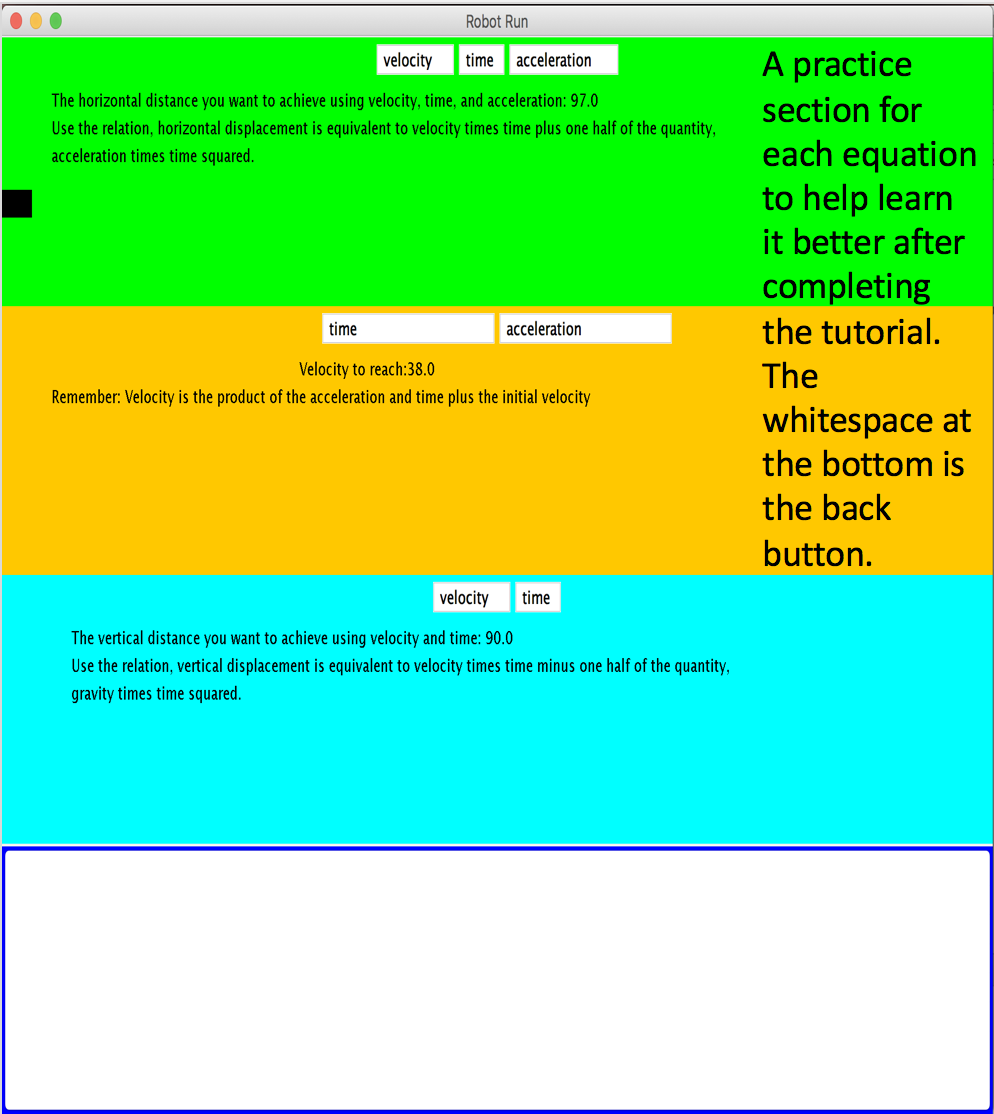 Robot Run
velocity time acceleration
The horizontal distance you want to achieve using velocity, time, and acceleration: 97.0
Use the relation, horizontal displacement is equivalent to velocity times time plus one half of the quantity,
acceleration times time squared.
time acceleration
Velocity to reach:38.0
Remember: Velocity is the product of the acceleration and time plus the initial velocity
velocity time
The vertical distance you want to achieve using velocity and time: 90.0
Use the relation, vertical displacement is equivalent to velocity times time minus one half of the quantity,
gravity times time squared.
A practice
section for
each equation
to help learn
it better after
completing
the tutorial.
The
whitespace at
the bottom is
the back
button.